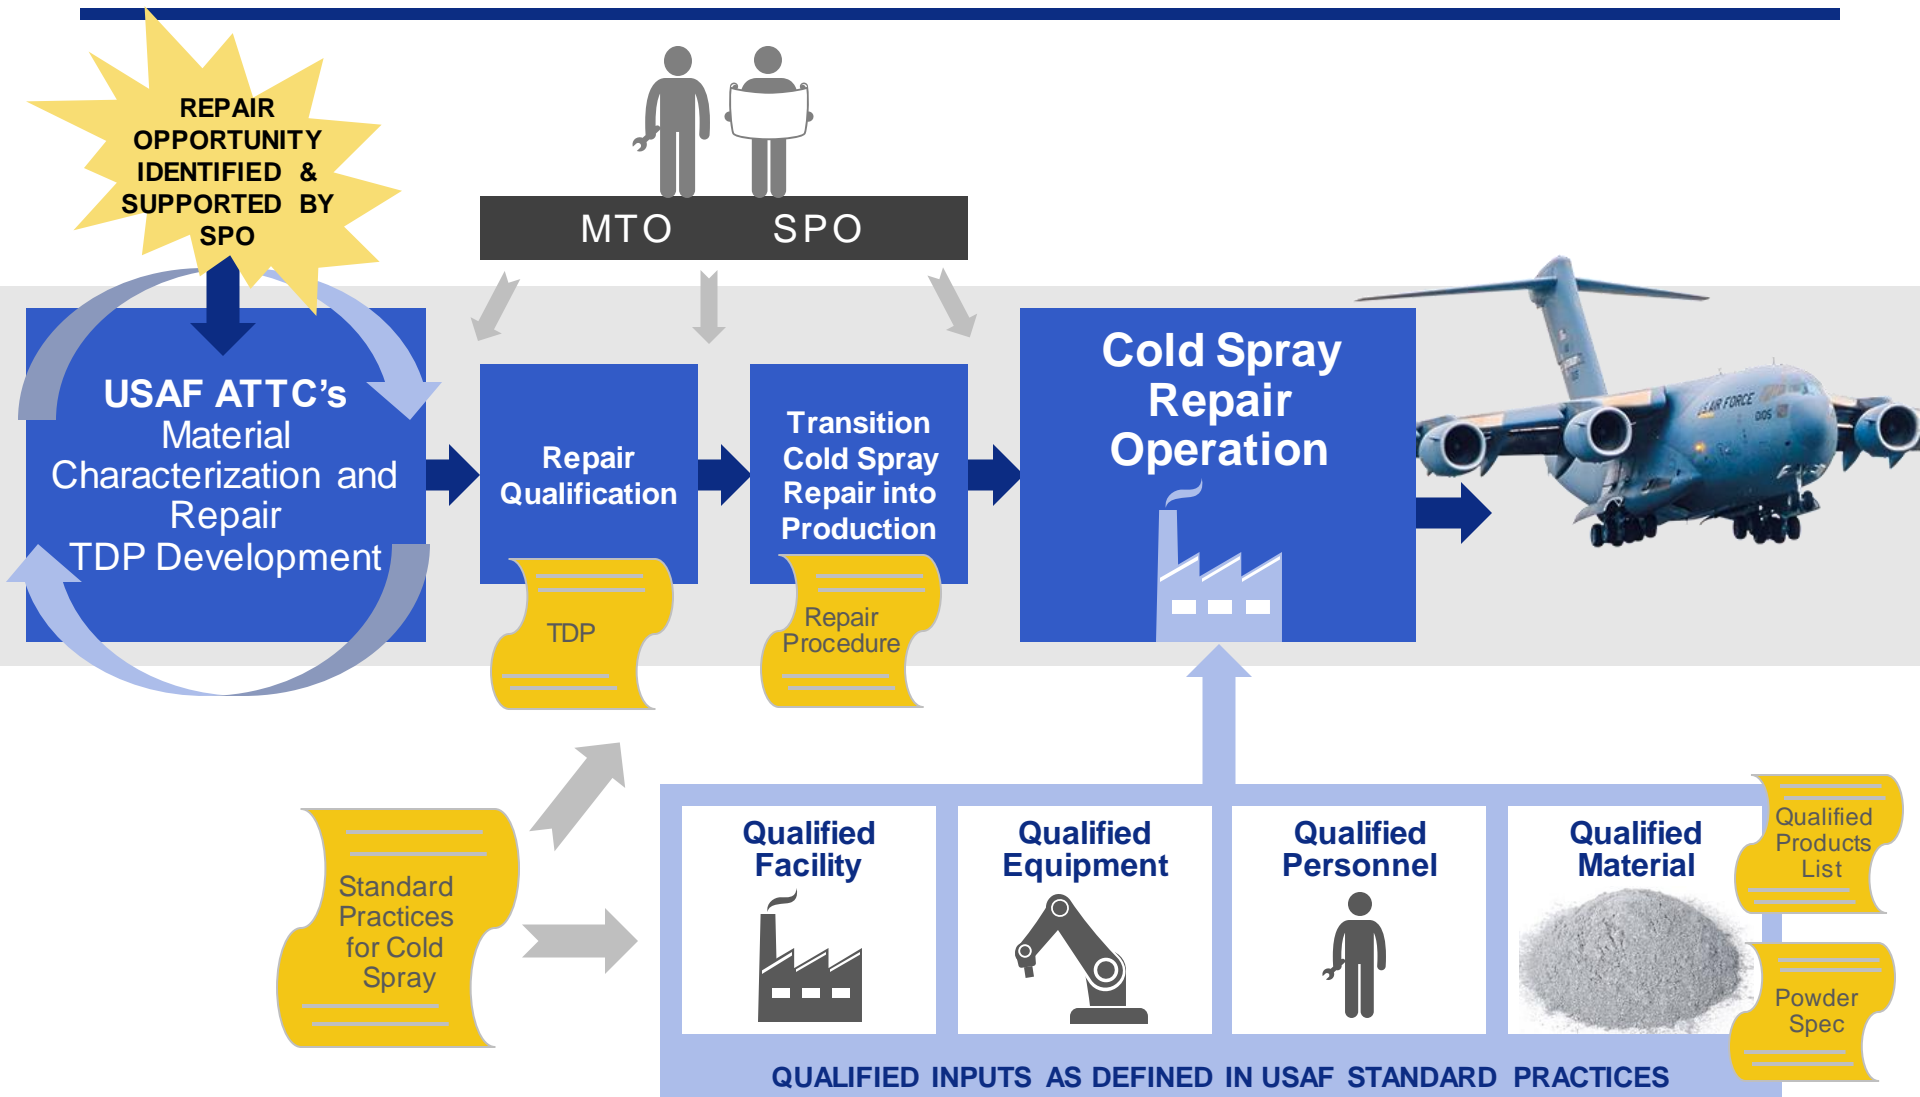 REPAIR
OPPORTUNITY
IDENTIFIED &
SUPPORTED BY
SPO
MTO SPO
USAF ATTC’s
Material
Characterization and
Repair
TDP Development
Repair
Qualification
TDP
Transition
Cold Spray
Repair into
Production
Repair
Procedure
Cold Spray
Repair
Operation
U.S. AIR FORCE
0105
Standard
Practices
for Cold
Spray
Qualified
Facility
Qualified
Equipment
Qualified
Personnel
Qualified
Material
Qualified
Products
List
Powder
Spec
QUALIFIED INPUTS AS DEFINED IN USAF STANDARD PRACTICES